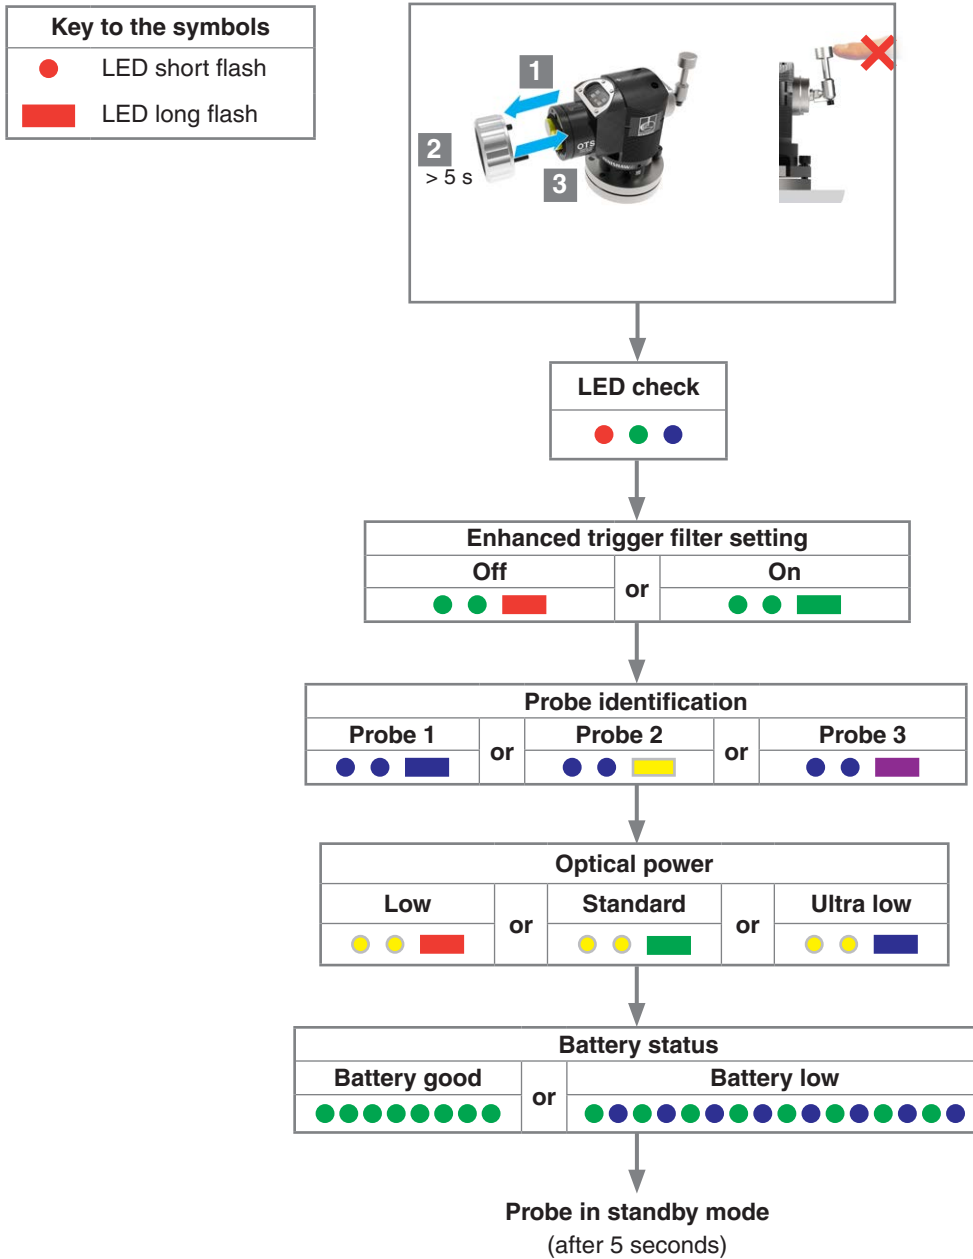 Key to the symbols
LED short flash
LED long flash
1
2
> 5 s
3
OTS
LED check
Enhanced trigger filter setting
Off
or
On
Probe identification
Probe 1
or
Probe 2
or
Probe 3
Optical power
Low
or
Standard
or
Ultra low
Battery status
Battery good
or
Battery low
Probe in standby mode
(after 5 seconds)